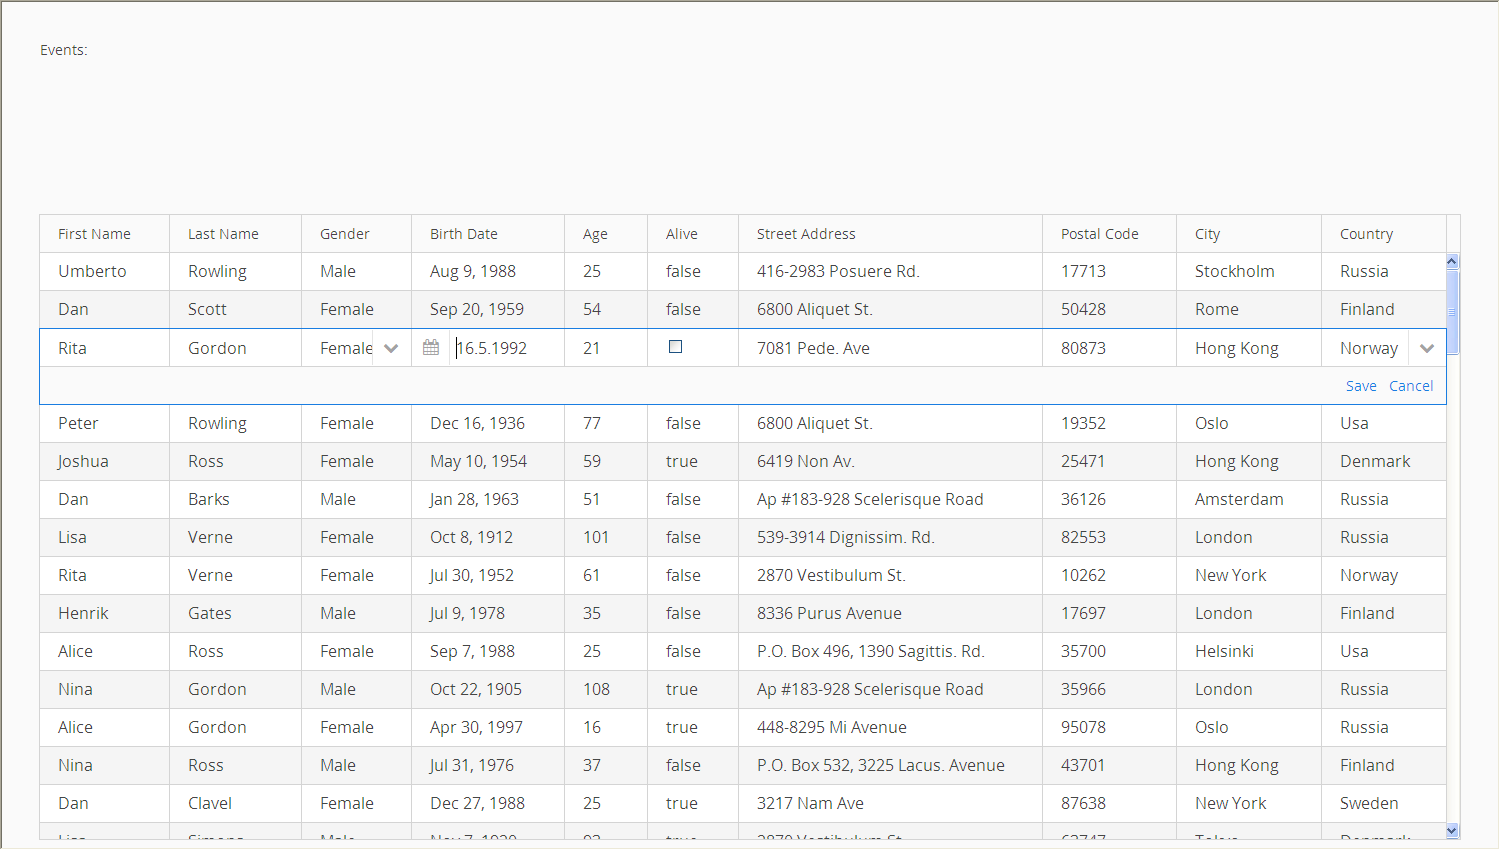 Events:
First Name Last Name Gender Birth Date Age Alive Street Address Postal Code City Country
Umberto Rowling Male Aug 9, 1988 25 false 416-2983 Posuere Rd. 17713 Stockholm Russia
Dan Scott Female Sep 20, 1959 54 false 6800 Aliquet St. 50428 Rome Finland
Rita Gordon Female 16.5.1992 21 7081 Pede. Ave 80873 Hong Kong Norway
Save Cancel
Peter Rowling Female Dec 16, 1936 77 false 6800 Aliquet St. 19352 Oslo Usa
Joshua Ross Female May 10, 1954 59 true 6419 Non Av. 25471 Hong Kong Denmark
Dan Barks Male Jan 28, 1963 51 false Ap #183-928 Scelerisque Road 36126 Amsterdam Russia
Lisa Verne Female Oct 8, 1912 101 false 539-3914 Dignissim. Rd. 82553 London Russia
Rita Verne Female Jul 30, 1952 61 false 2870 Vestibulum St. 10262 New York Norway
Henrik Gates Male Jul 9, 1978 35 false 8336 Purus Avenue 17697 London Finland
Alice Ross Female Sep 7, 1988 25 false P.O. Box 496, 1390 Sagittis. Rd. 35700 Helsinki Usa
Nina Gordon Male Oct 22, 1905 108 true Ap #183-928 Scelerisque Road 35966 London Russia
Alice Gordon Female Apr 30, 1997 16 true 448-8295 Mi Avenue 95078 Oslo Russia
Nina Ross Male Jul 31, 1976 37 false P.O. Box 532, 3225 Lacus. Avenue 43701 Hong Kong Finland
Dan Clavel Female Dec 27, 1988 25 true 3217 Nam Ave 87638 New York Sweden